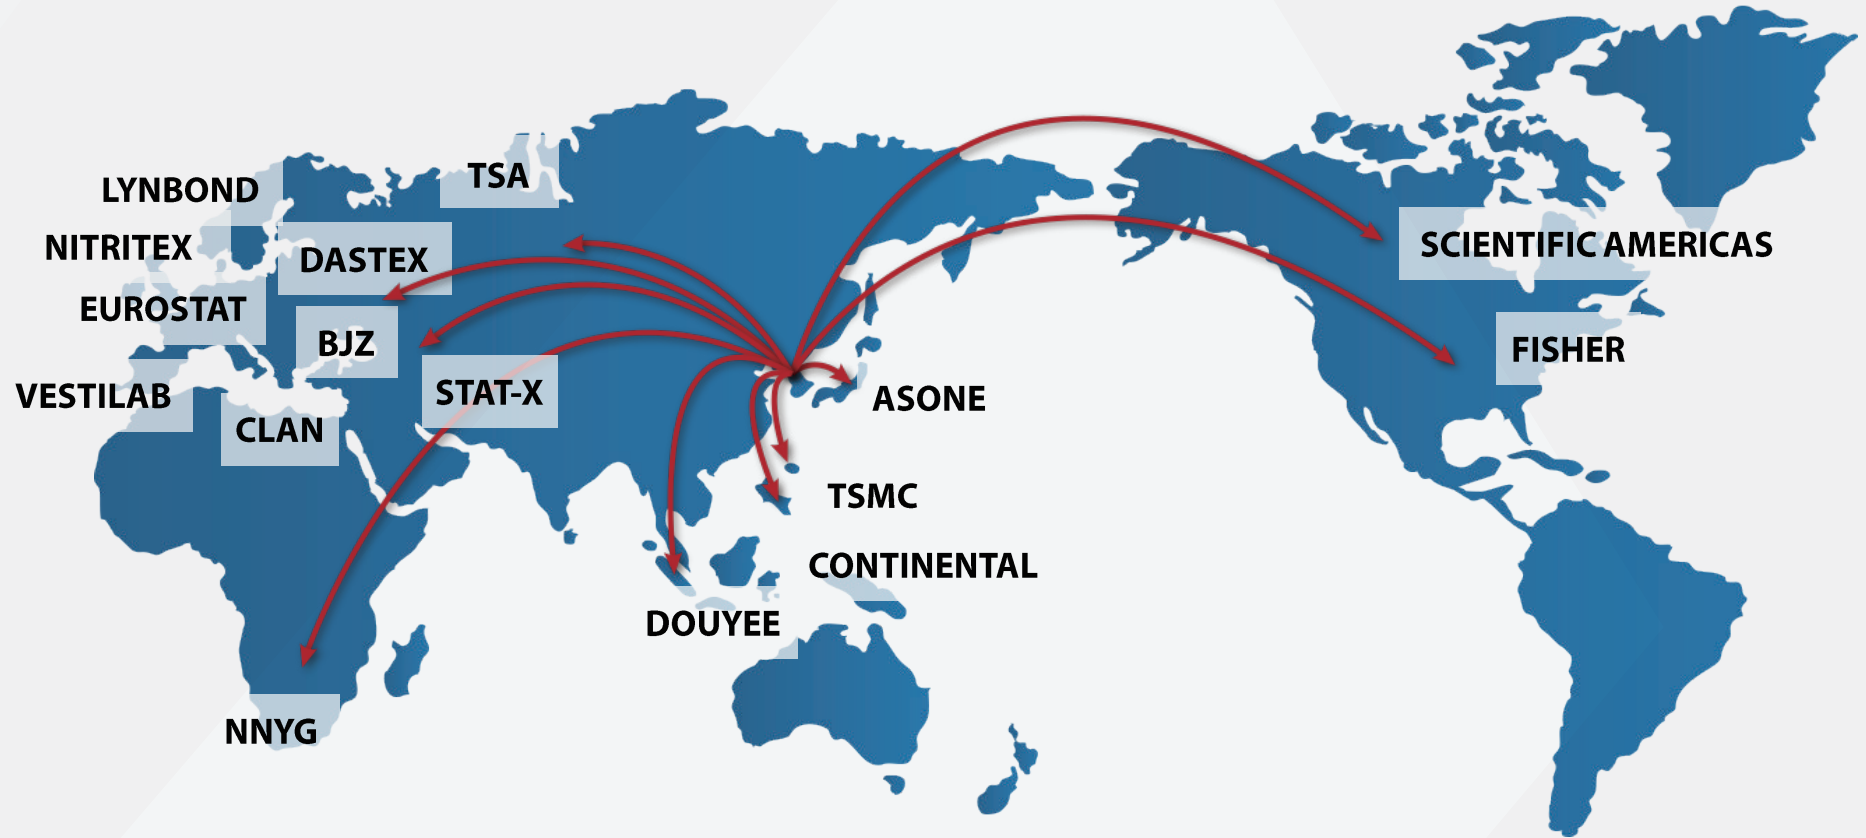 TSA
LYNBOND
NITRITEX
DASTEX
SCIENTIFIC AMERICAS
EUROSTAT
BJZ
FISHER
VESTILAB
STAT-X
ASONE
CLAN
TSMC
CONTINENTAL
DOUYEE
NNYG